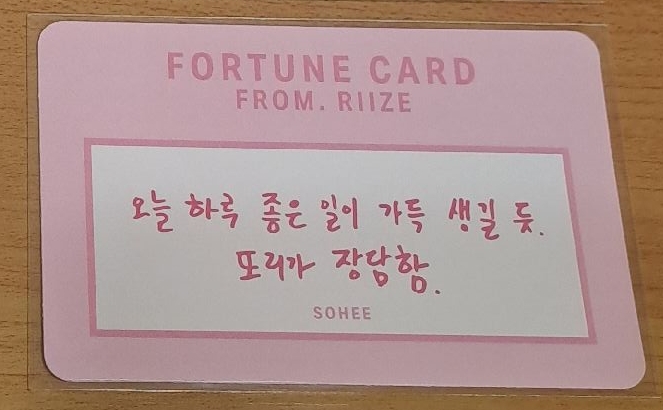 FORTUNE CARD
FROM. RIIZE
오늘 하루 좋은 일이 가득 생길 듯.
또리가 장담함.
SOHEE